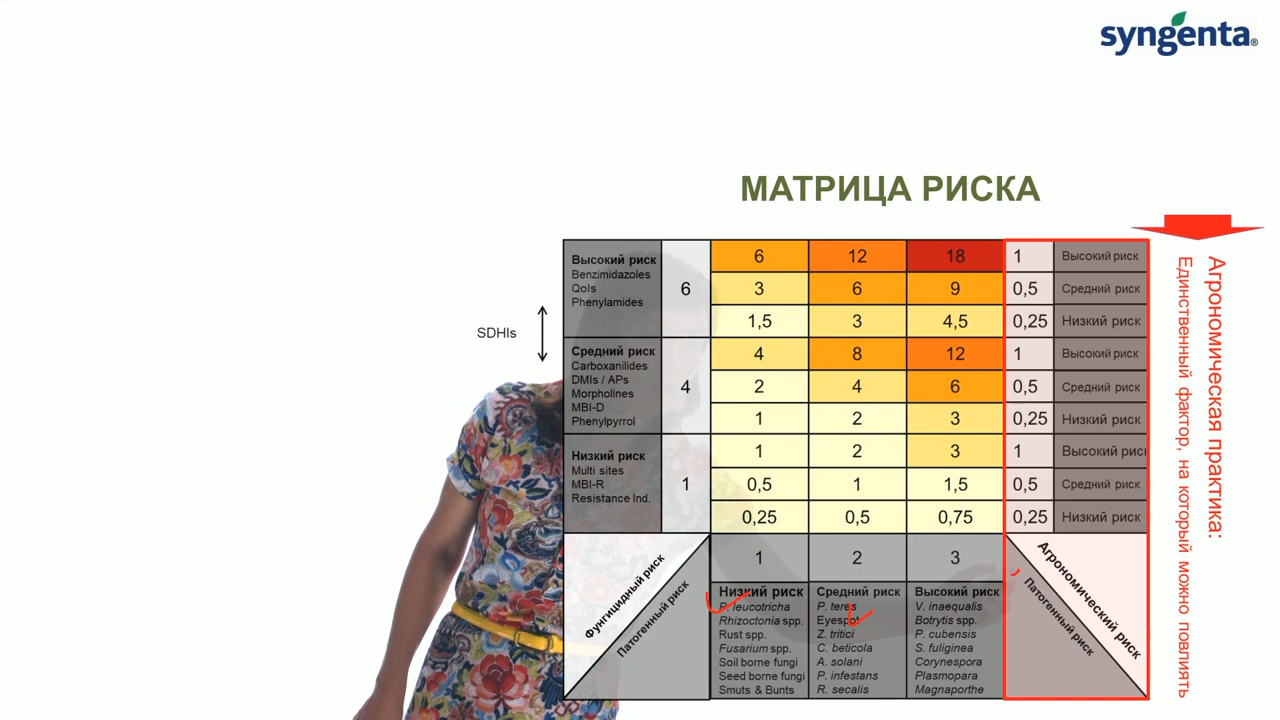 syngenta®
МАТРИЦА РИСКА
SDHIs
Высокий риск
Benzimidazoles
QoIs
Phenylamides
6
6 12 18 1 Высокий риск
3 6 9 0,5 Средний риск
1,5 3 4,5 0,25 Низкий риск
Средний риск
Carboxanilides
DMIs / APs
Morpholines
MBI-D
Phenylpyrrol
4
4 8 12 1 Высокий риск
2 4 6 0,5 Средний риск
1 2 3 0,25 Низкий риск
Низкий риск
Multi sites
MBI-R
Resistance Ind.
1
1 2 3 1 Высокий риск
0,5 1 1,5 0,5 Средний риск
0,25 0,5 0,75 0,25 Низкий риск
Фунгицидный риск
Патогенный риск
1 2 3
Низкий риск
P. leucotricha
Rhizoctonia spp.
Rust spp.
Fusarium spp.
Soil borne fungi
Seed borne fungi
Smuts & Bunts
Средний риск
P. teres
Eyespot
Z. tritici
C. beticola
A. solani
P. infestans
R. secalis
Высокий риск
V. inaequalis
Botrytis spp.
P. cubensis
S. fuliginea
Corynespora
Plasmopara
Magnaporthe
Агрономический риск
Патогенный риск
Агрономическая практика:
Единственный фактор, на который можно повлиять